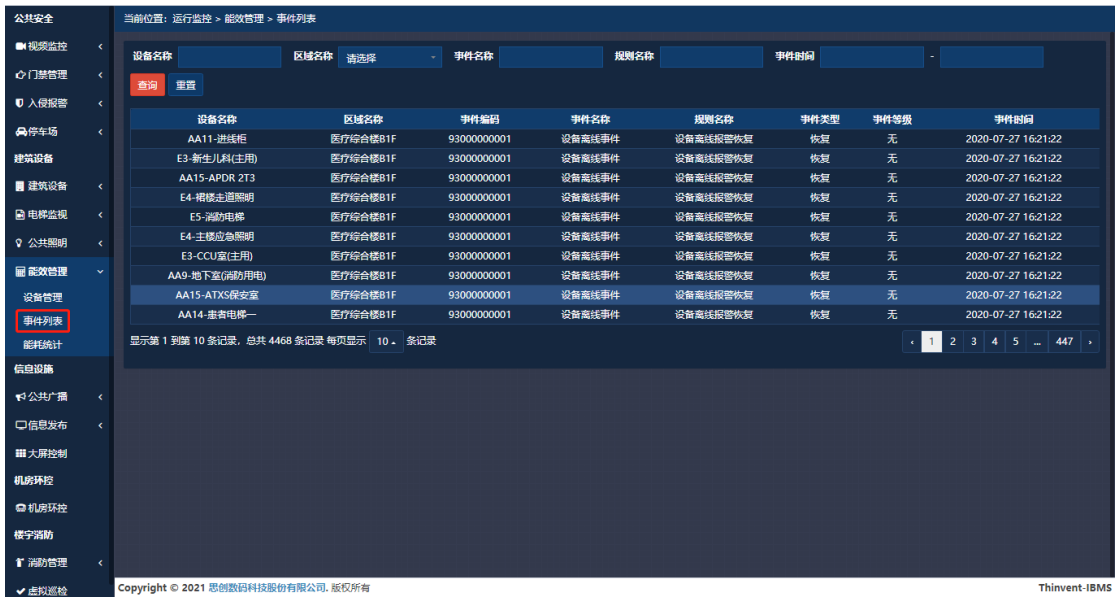 公共安全
视频监控
门禁管理
入侵报警
停车场
建筑设备
建筑设备
电梯监视
公共照明
能效管理
设备管理
事件列表
能耗统计
信息设施
公共广播
信息发布
大屏控制
机房环控
机房环控
楼宇消防
消防管理
虚拟巡检
当前位置：运行监控 > 能效管理 > 事件列表
设备名称 区域名称 请选择 事件名称 规则名称 事件时间 -
查询 重置
设备名称 区域名称 事件编码 事件名称 规则名称 事件类型 事件等级 事件时间
AA11-进线柜 医疗综合楼B1F 93000000001 设备离线事件 设备离线报警恢复 恢复 无 2020-07-27 16:21:22
E3-新生儿科(主用) 医疗综合楼B1F 93000000001 设备离线事件 设备离线报警恢复 恢复 无 2020-07-27 16:21:22
AA15-APDR 2T3 医疗综合楼B1F 93000000001 设备离线事件 设备离线报警恢复 恢复 无 2020-07-27 16:21:22
E4-裙楼走道照明 医疗综合楼B1F 93000000001 设备离线事件 设备离线报警恢复 恢复 无 2020-07-27 16:21:22
E5-消防电梯 医疗综合楼B1F 93000000001 设备离线事件 设备离线报警恢复 恢复 无 2020-07-27 16:21:22
E4-主楼应急照明 医疗综合楼B1F 93000000001 设备离线事件 设备离线报警恢复 恢复 无 2020-07-27 16:21:22
E3-CCU室(主用) 医疗综合楼B1F 93000000001 设备离线事件 设备离线报警恢复 恢复 无 2020-07-27 16:21:22
AA9-地下室(消防用电) 医疗综合楼B1F 93000000001 设备离线事件 设备离线报警恢复 恢复 无 2020-07-27 16:21:22
AA15-ATXS保安室 医疗综合楼B1F 93000000001 设备离线事件 设备离线报警恢复 恢复 无 2020-07-27 16:21:22
AA14-患者电梯一 医疗综合楼B1F 93000000001 设备离线事件 设备离线报警恢复 恢复 无 2020-07-27 16:21:22
显示第 1 到第 10 条记录，总共 4468 条记录 每页显示 10 条记录 ‹ 1 2 3 4 5 ... 447 ›
Copyright © 2021 思创数码科技股份有限公司. 版权所有 Thinvent-IBMS